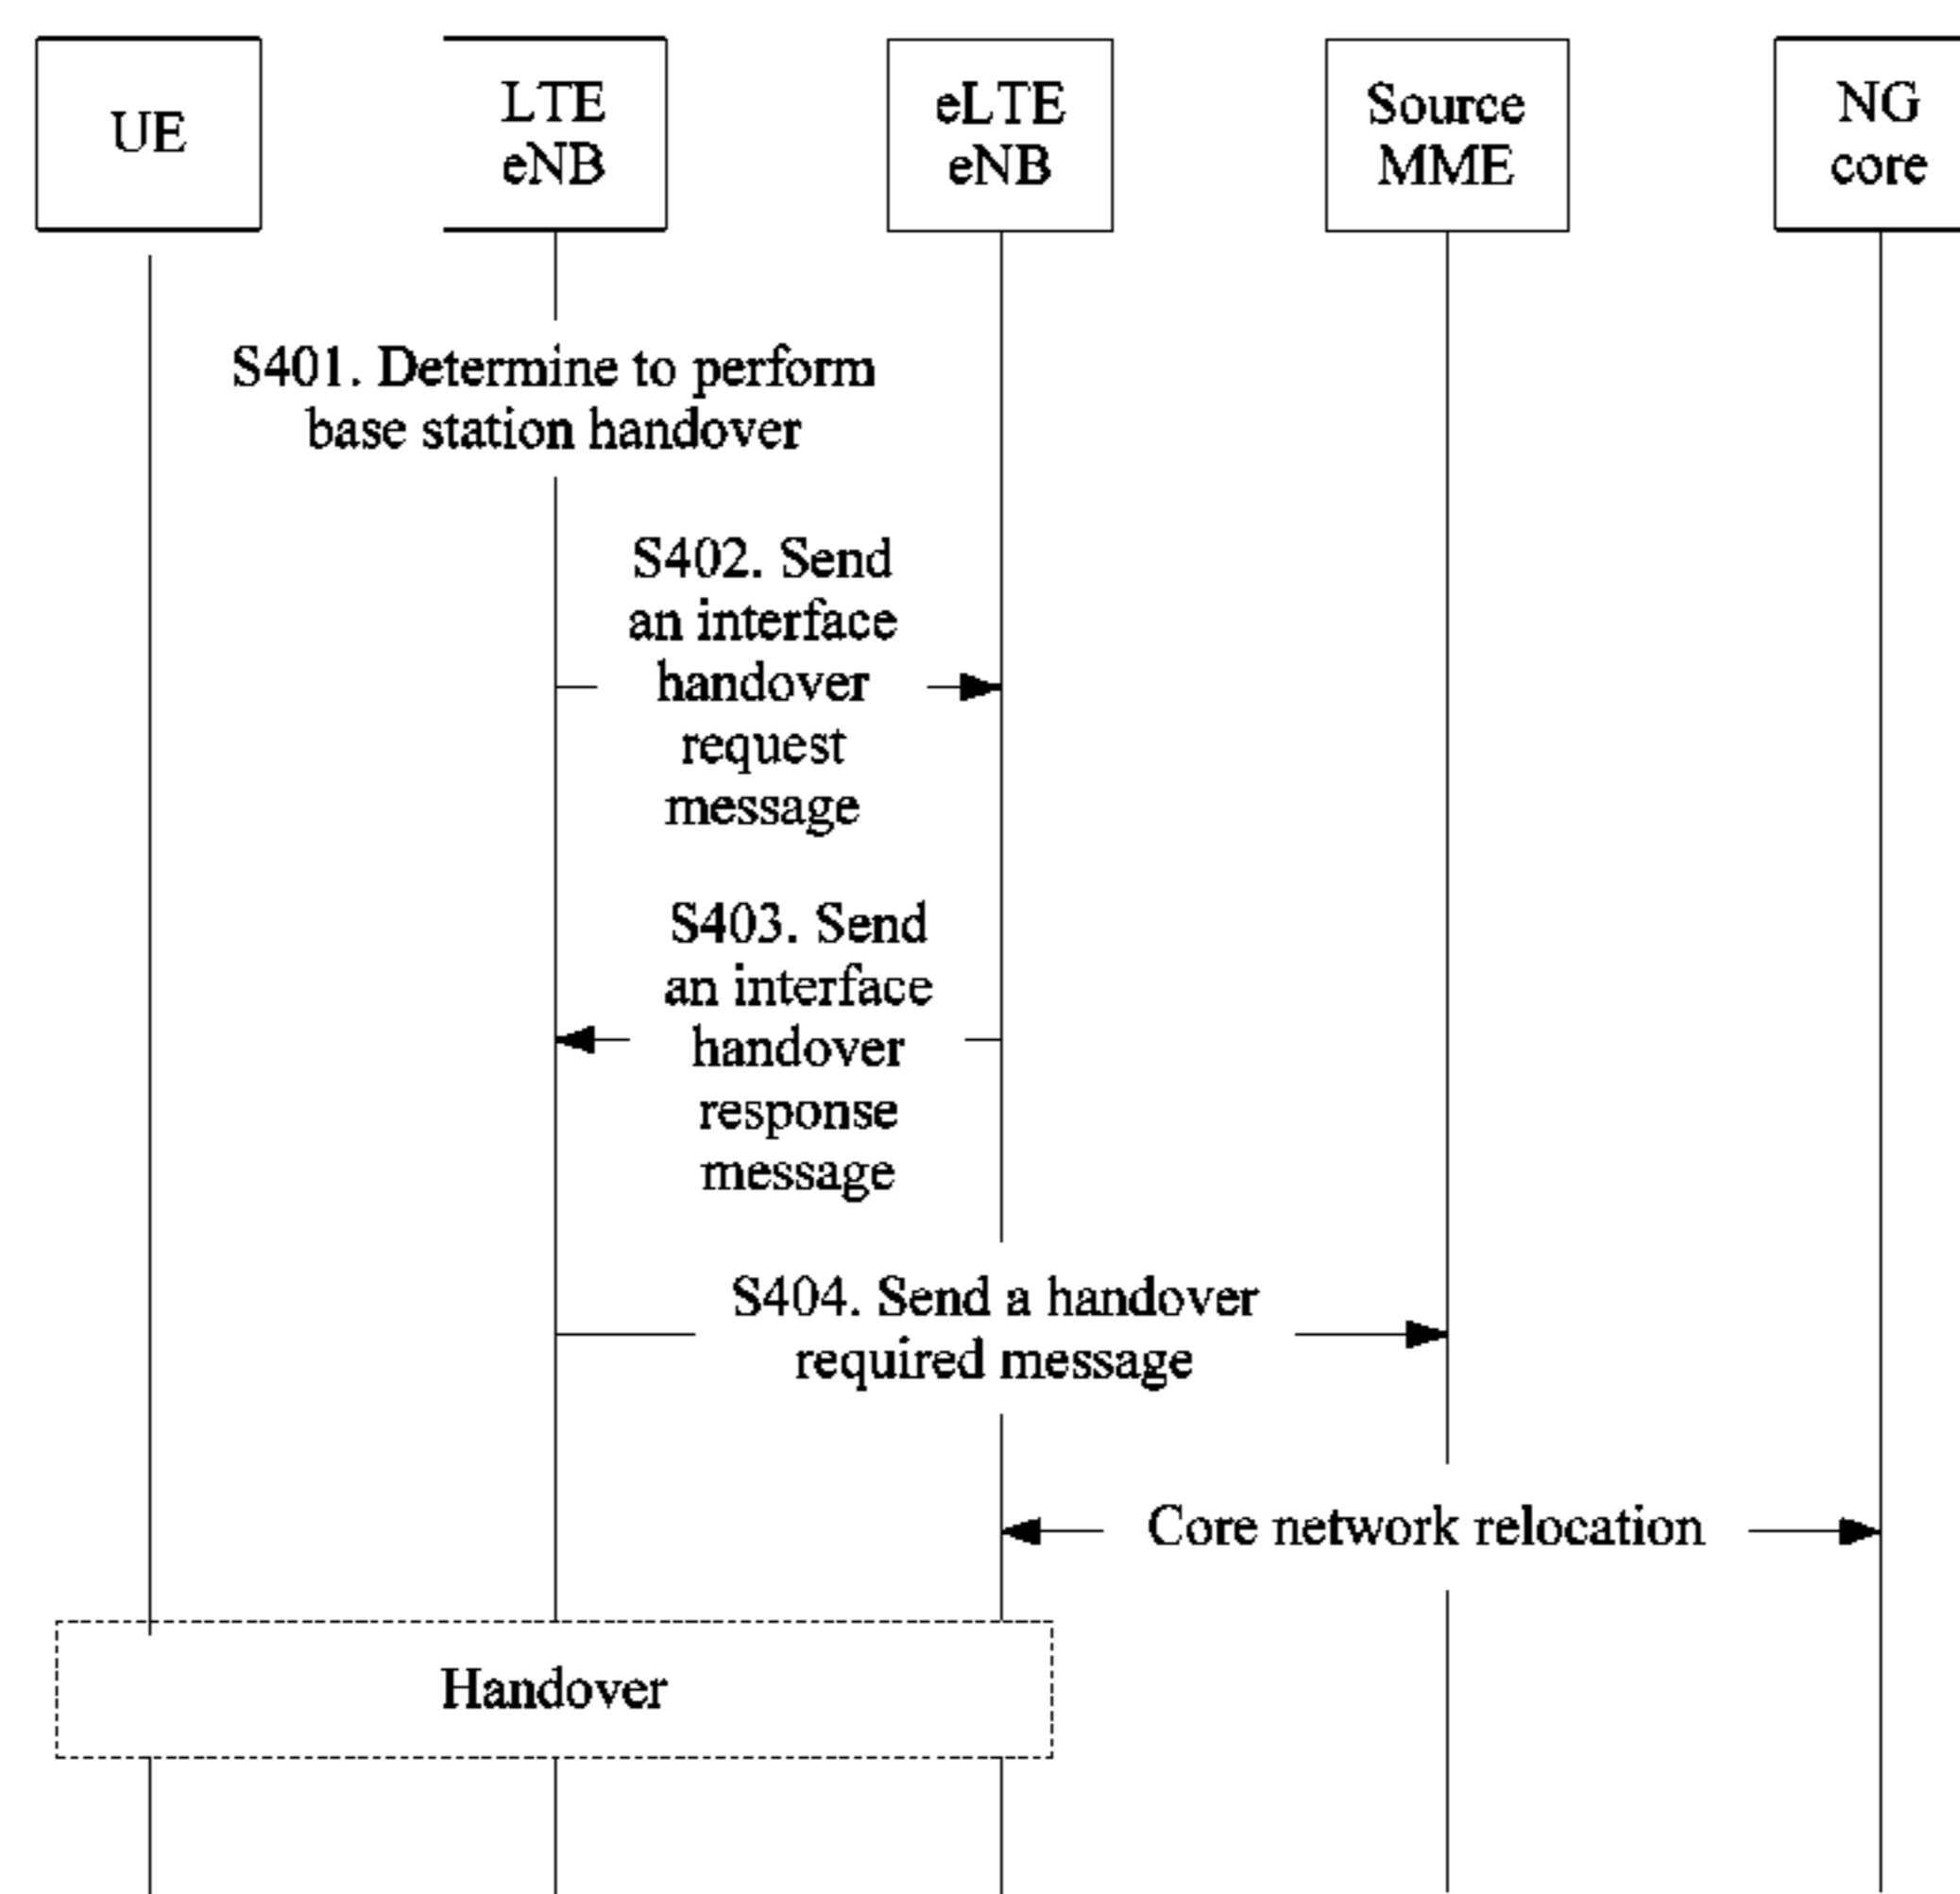 UE
LTE
eNB
eLTE
eNB
Source
MME
NG
core
S401. Determine to perform
base station handover
S402. Send
an interface
handover
request
message
S403. Send
an interface
handover
response
message
S404. Send a handover
required message
Core network relocation
Handover